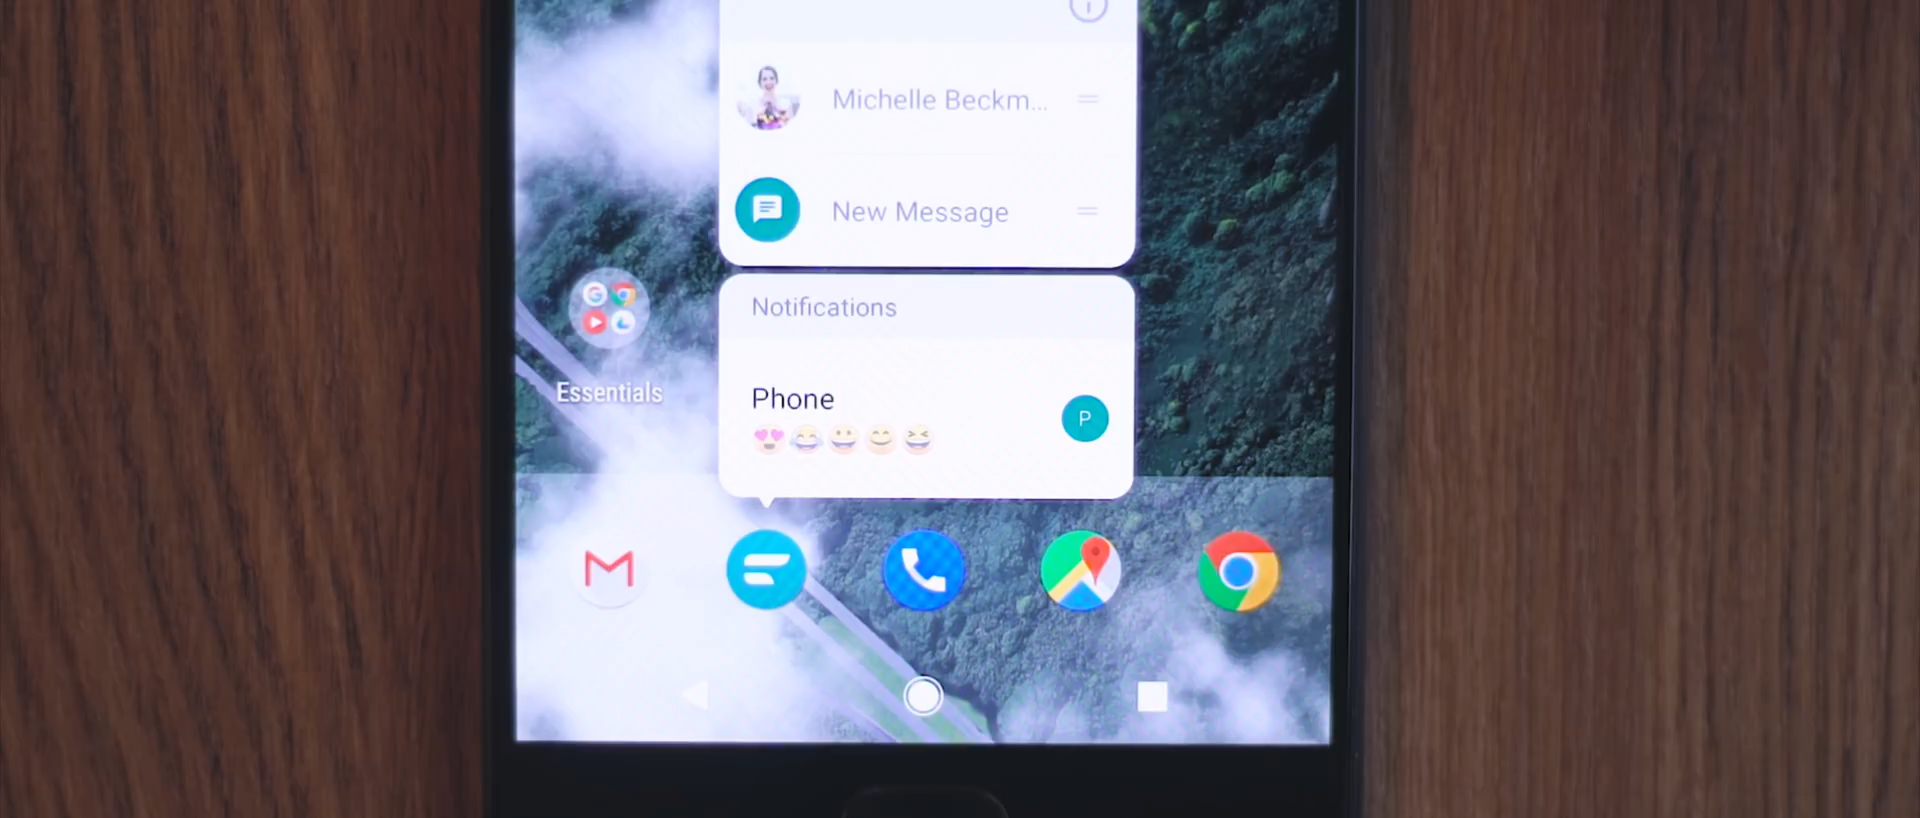 Michelle Beckm...
New Message
Notifications
Phone
😍😂😀😄😆
P
Essentials